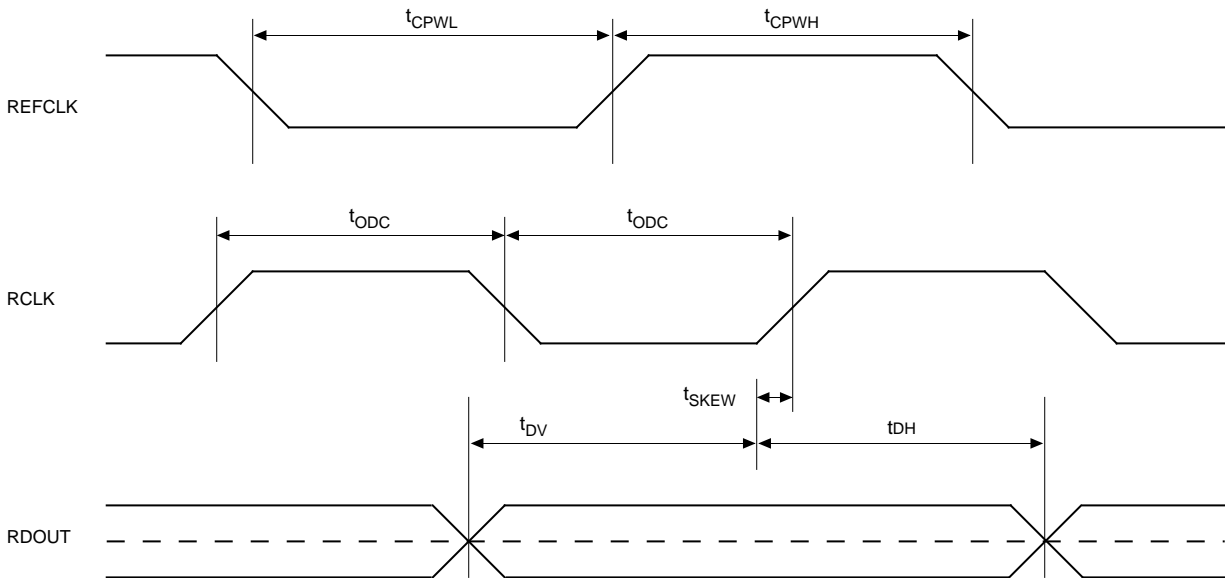 tCPWL tCPWH
REFCLK
tODC tODC
RCLK
tSKEW
tDV tDH
RDOUT